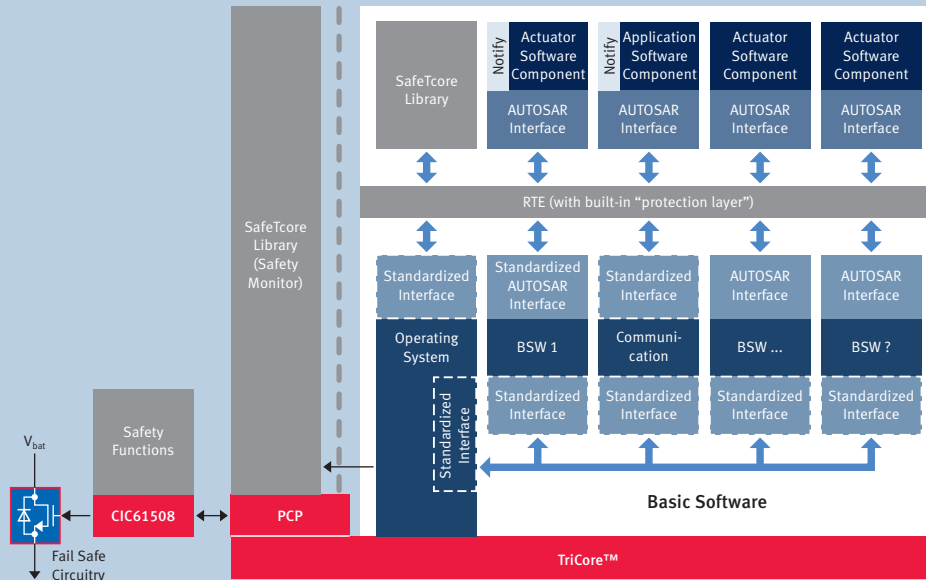 SafeTcore
Library
Notify
Actuator
Software
Component
AUTOSAR
Interface
Notify
Application
Software
Component
AUTOSAR
Interface
Actuator
Software
Component
AUTOSAR
Interface
Actuator
Software
Component
AUTOSAR
Interface
RTE (with built-in “protection layer”)
SafeTcore
Library
(Safety
Monitor)
Standardized
Interface
Standardized
AUTOSAR
Interface
Standardized
Interface
AUTOSAR
Interface
AUTOSAR
Interface
Operating
System
BSW 1
Communi-
cation
BSW ...
BSW ?
Standardized
Interface
Standardized
Interface
Standardized
Interface
Standardized
Interface
Standardized
Interface
Basic Software
Vbat
Safety
Functions
CIC61508
PCP
Fail Safe
Circuitry
TriCore™